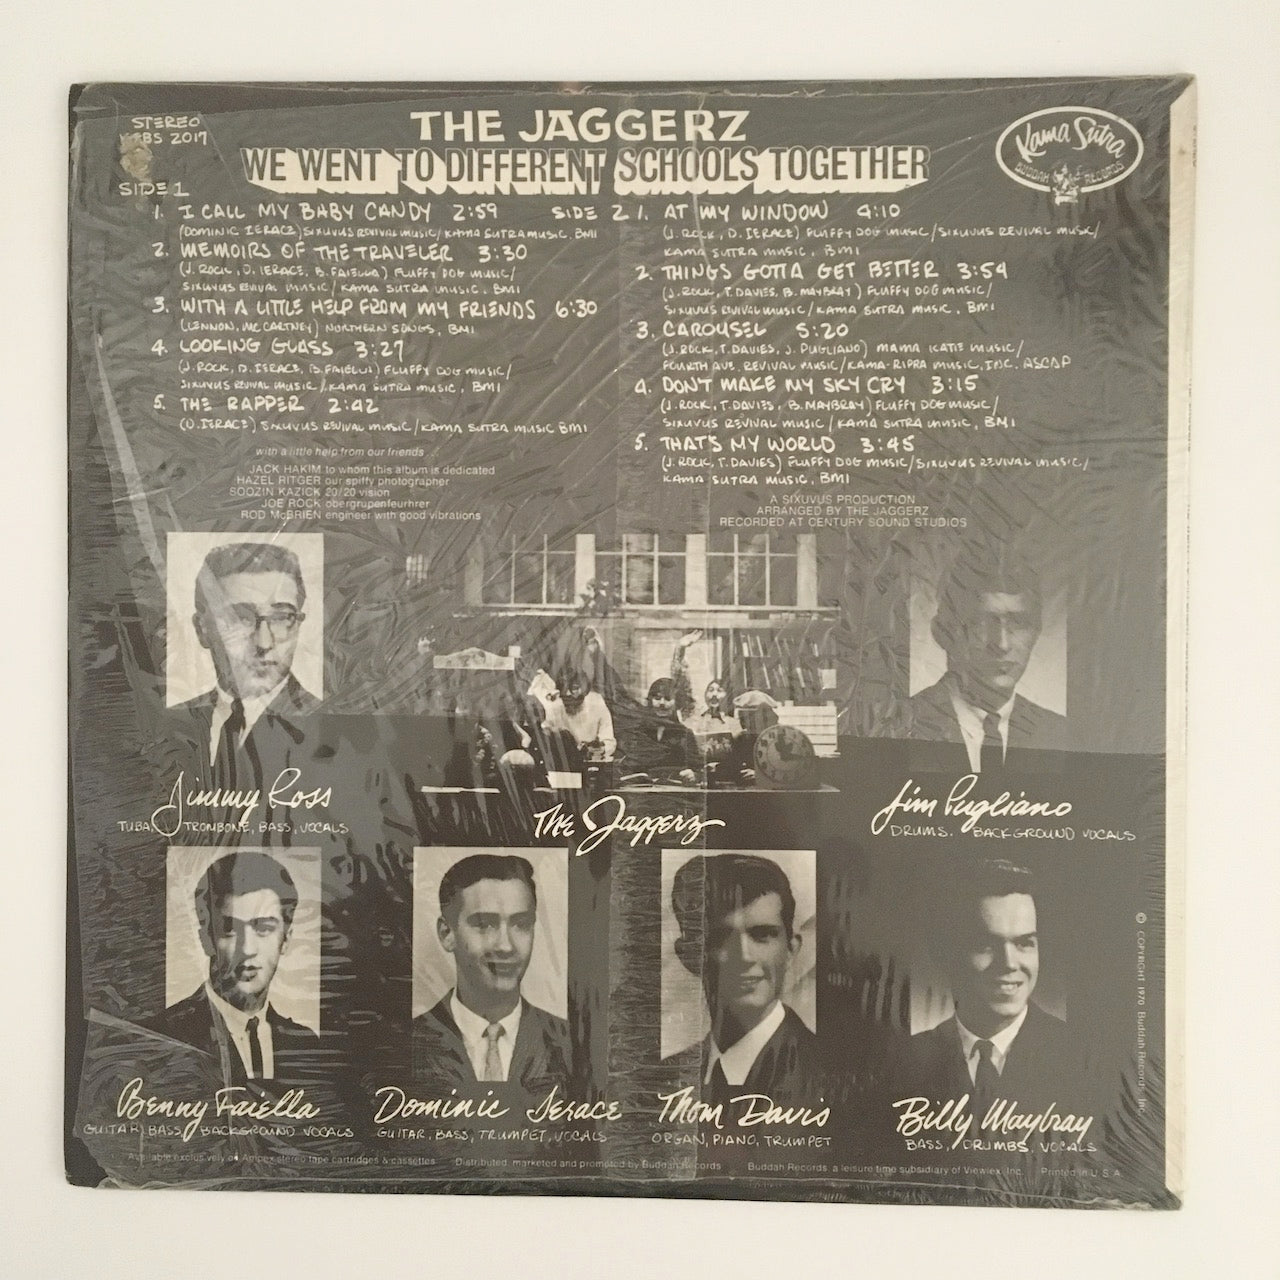 STEREO
KSBS 2017
THE JAGGERZ
WE WENT TO DIFFERENT SCHOOLS TOGETHER
Kama Sutra
BUDDAH RECORDS
SIDE 1
1. I CALL MY BABY CANDY 2:59
(DOMINIC IERACE) SIXUVUS REVIVAL MUSIC/KAMA SUTRA MUSIC, BMI
2. MEMOIRS OF THE TRAVELER 3:30
(J. ROCK, D. IERACE, B. FAIELLA) FLUFFY DOG MUSIC/
SIXUVUS REVIVAL MUSIC/KAMA SUTRA MUSIC, BMI
3. WITH A LITTLE HELP FROM MY FRIENDS 6:30
(LENNON, MC CARTNEY) NORTHERN SONGS, BMI
4. LOOKING GLASS 3:27
(J. ROCK, D. IERACE, B. FAIELLA) FLUFFY DOG MUSIC/
SIXUVUS REVIVAL MUSIC/KAMA SUTRA MUSIC, BMI
5. THE RAPPER 2:42
(D. IERACE) SIXUVUS REVIVAL MUSIC/KAMA SUTRA MUSIC BMI
SIDE 2
1. AT MY WINDOW 4:10
(J. ROCK, D. IERACE) FLUFFY DOG MUSIC/SIXUVUS REVIVAL MUSIC/
KAMA SUTRA MUSIC, BMI
2. THINGS GOTTA GET BETTER 3:54
(J. ROCK, T. DAVIES, B. MAYBRAY) FLUFFY DOG MUSIC/
SIXUVUS REVIVAL MUSIC/KAMA SUTRA MUSIC, BMI
3. CAROUSEL 5:20
(J. ROCK, T. DAVIES, J. PUGLIANO) MAMA KATIE MUSIC/
FOURTH AVE. REVIVAL MUSIC/KAMA-RIPPA MUSIC, INC. ASCAP
4. DON'T MAKE MY SKY CRY 3:15
(J. ROCK, T. DAVIES, B. MAYBRAY) FLUFFY DOG MUSIC/
SIXUVUS REVIVAL MUSIC/KAMA SUTRA MUSIC, BMI
5. THAT'S MY WORLD 3:45
(J. ROCK, T. DAVIES) FLUFFY DOG MUSIC/SIXUVUS REVIVAL MUSIC/
KAMA SUTRA MUSIC, BMI
with a little help from our friends ...
JACK HAKIM to whom this album is dedicated
HAZEL RITGER our spiffy photographer
SOOZIN KAZICK 20/20 vision
JOE ROCK obergrupenfeurhrer
ROD McBRIEN engineer with good vibrations
A SIXUVUS PRODUCTION
ARRANGED BY THE JAGGERZ
RECORDED AT CENTURY SOUND STUDIOS
Jimmy Ross
TUBA, TROMBONE, BASS, VOCALS
The Jaggerz
Jim Pugliano
DRUMS. BACKGROUND VOCALS
Benny Faiella
GUITAR, BASS, BACKGROUND VOCALS
Dominic Ierace
GUITAR, BASS, TRUMPET, VOCALS
Thom Davis
ORGAN, PIANO, TRUMPET
Billy Maybray
BASS, DRUMBS, VOCALS
© COPYRIGHT 1970 Buddah Records, Inc.
Available exclusively on Ampex stereo tape cartridges & cassettes
Distributed, marketed and promoted by Buddah Records
Buddah Records, a leisure time subsidiary of Viewlex, Inc.
Printed in U S A